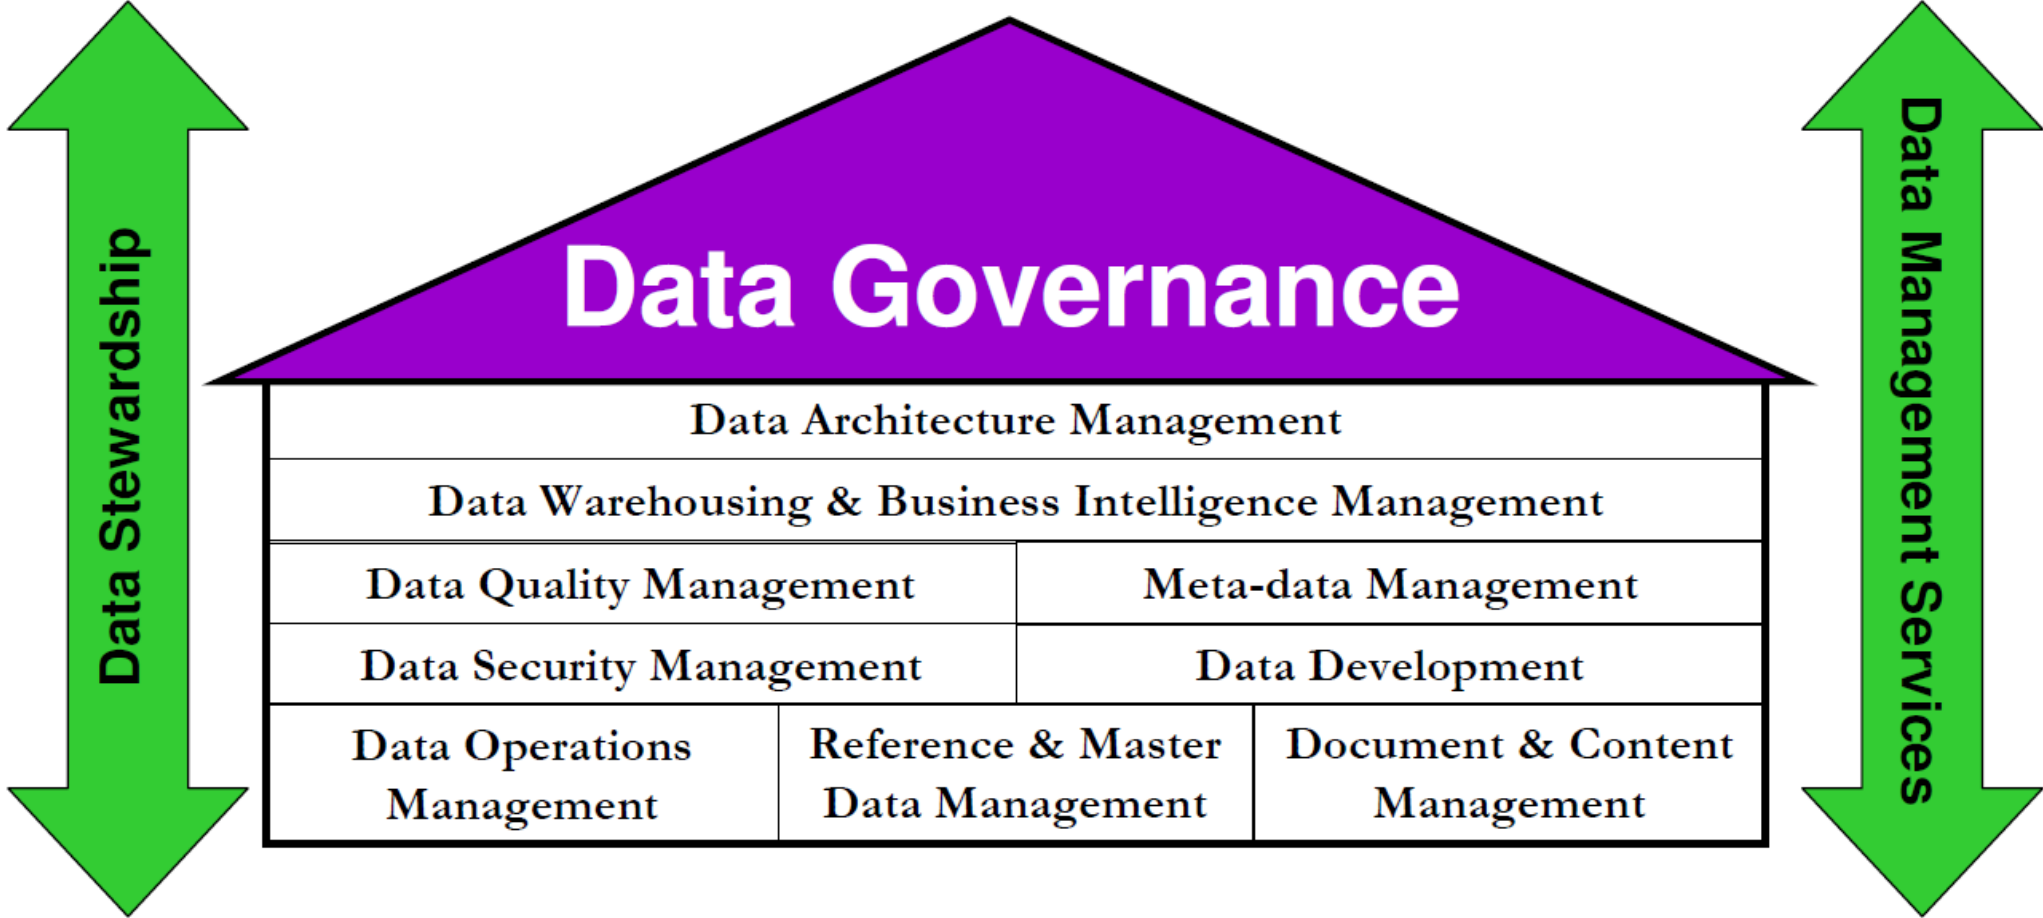 Data Stewardship
Data Governance
Data Management Services
Data Architecture Management
Data Warehousing & Business Intelligence Management
Data Quality Management
Meta-data Management
Data Security Management
Data Development
Data Operations
Management
Reference & Master
Data Management
Document & Content
Management